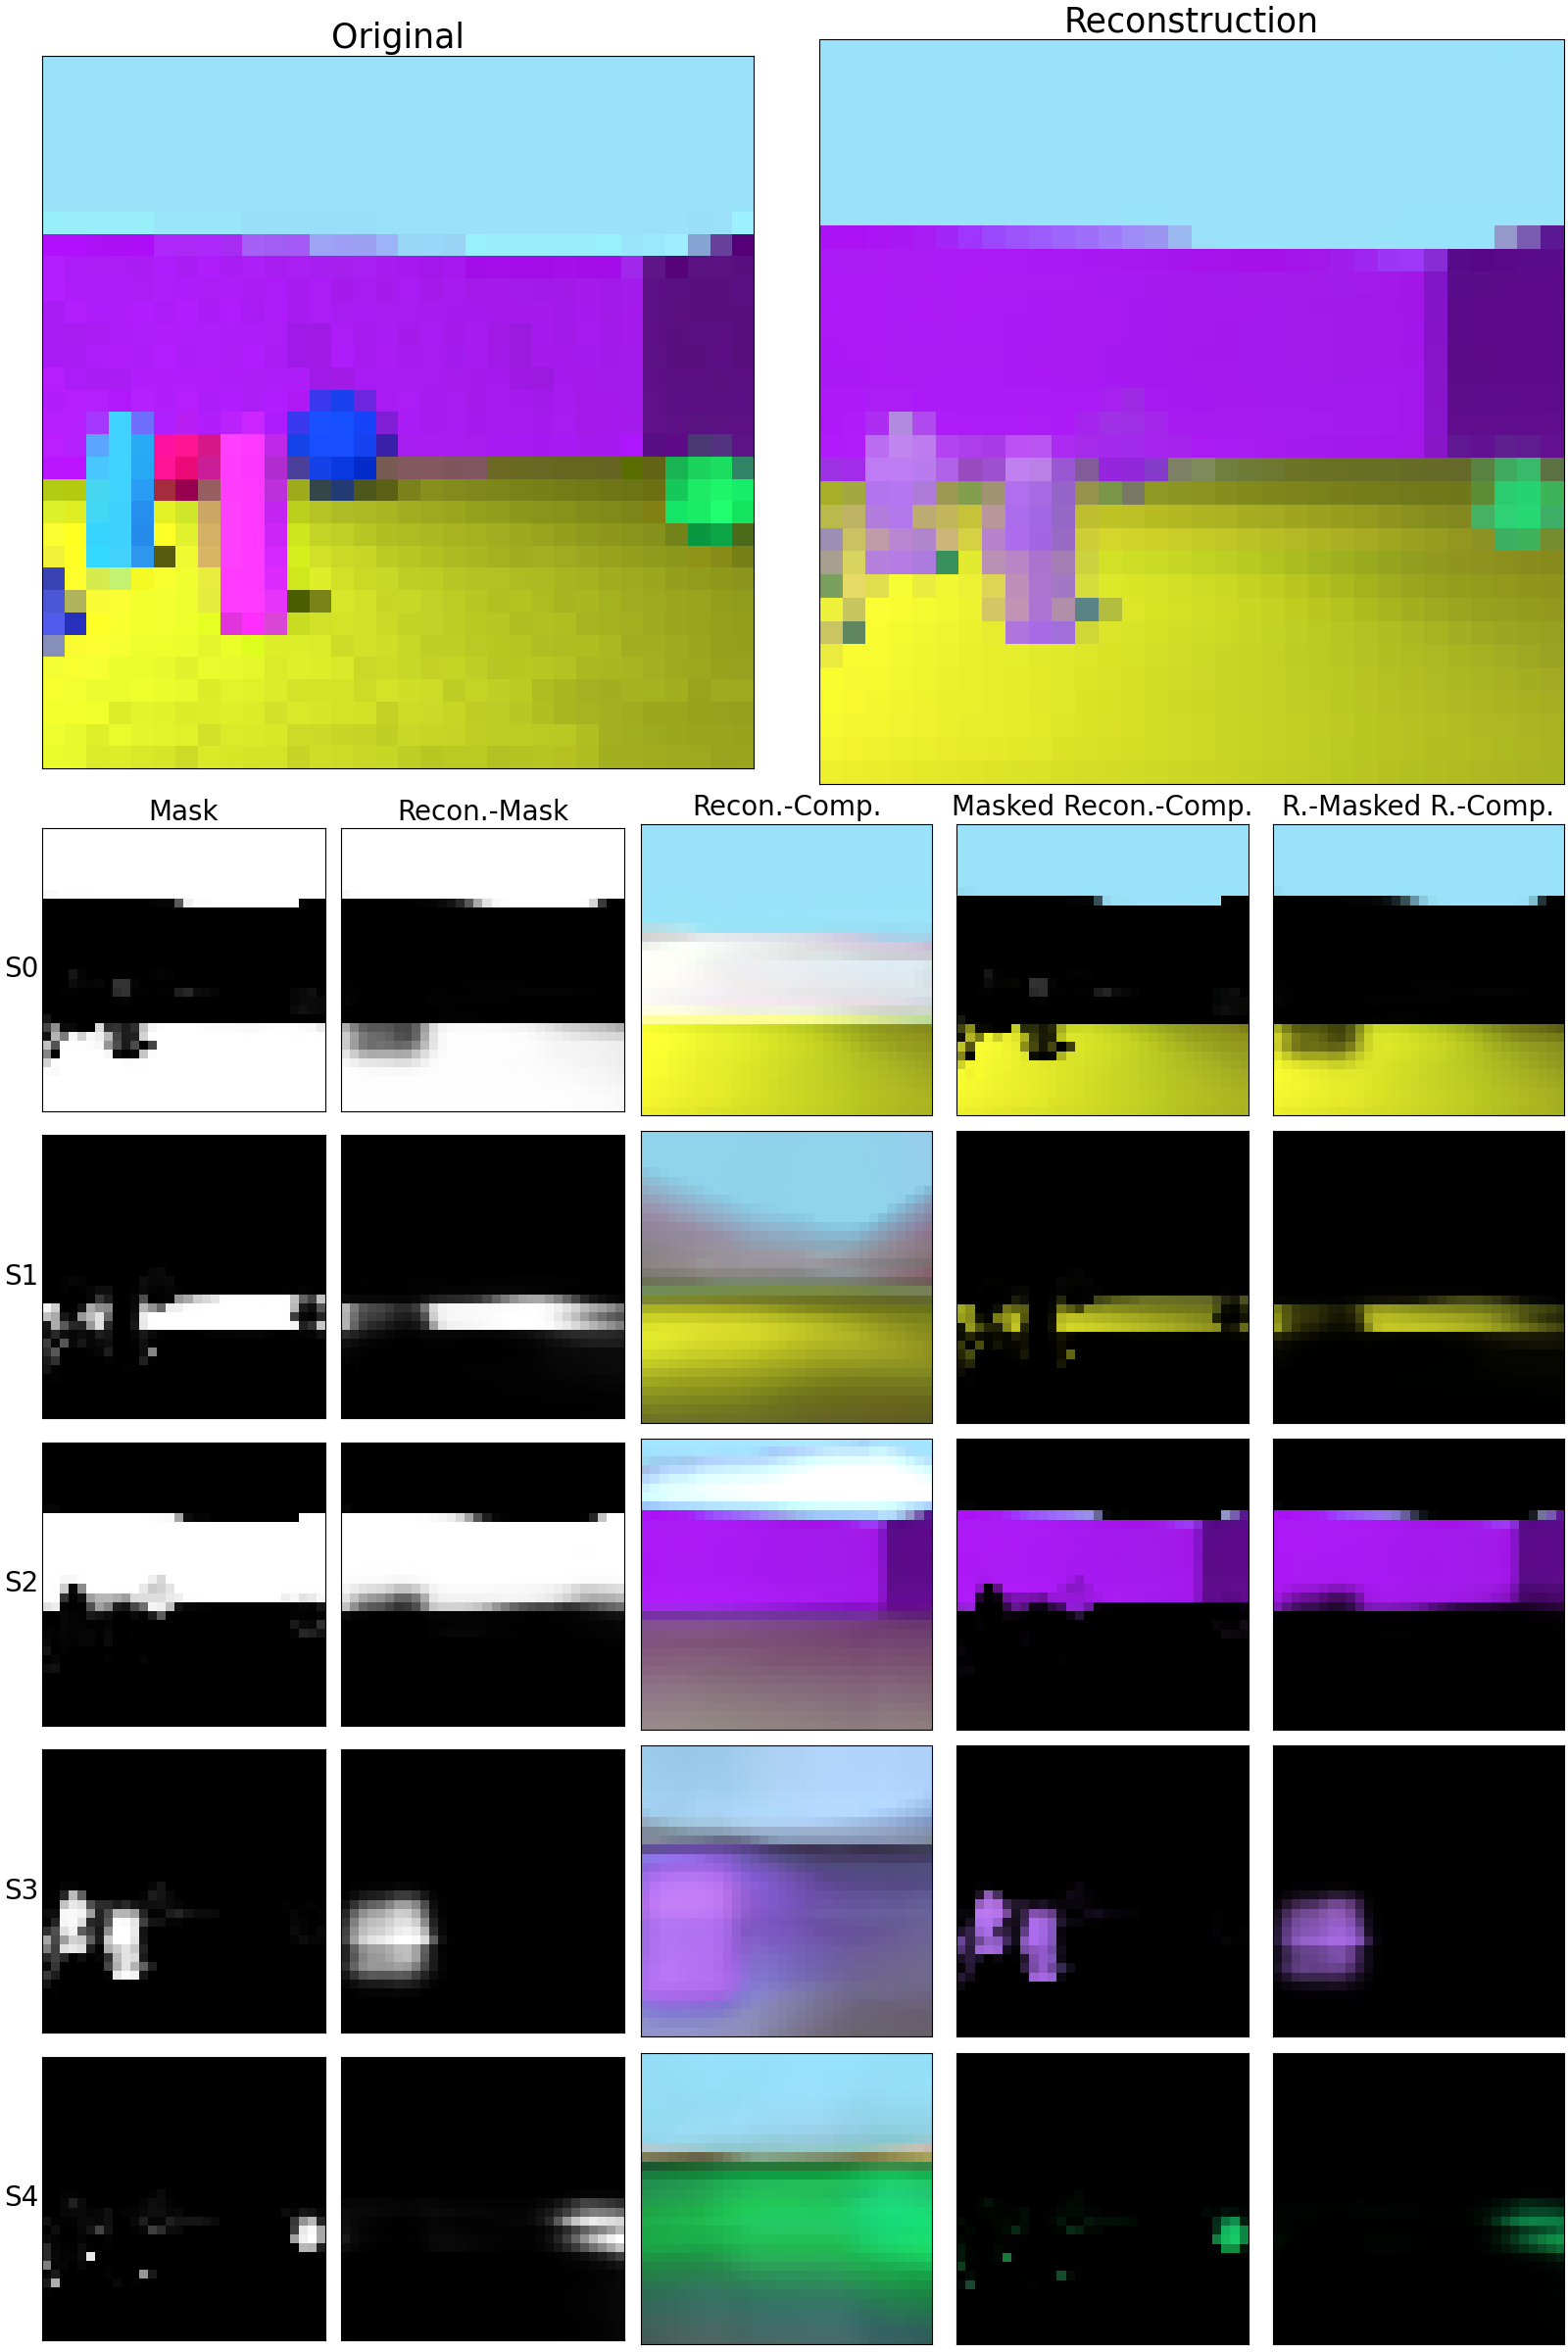 Original
Reconstruction
Mask
Recon.-Mask
Recon.-Comp.
Masked Recon.-Comp.
R.-Masked R.-Comp.
S0
S1
S2
S3
S4